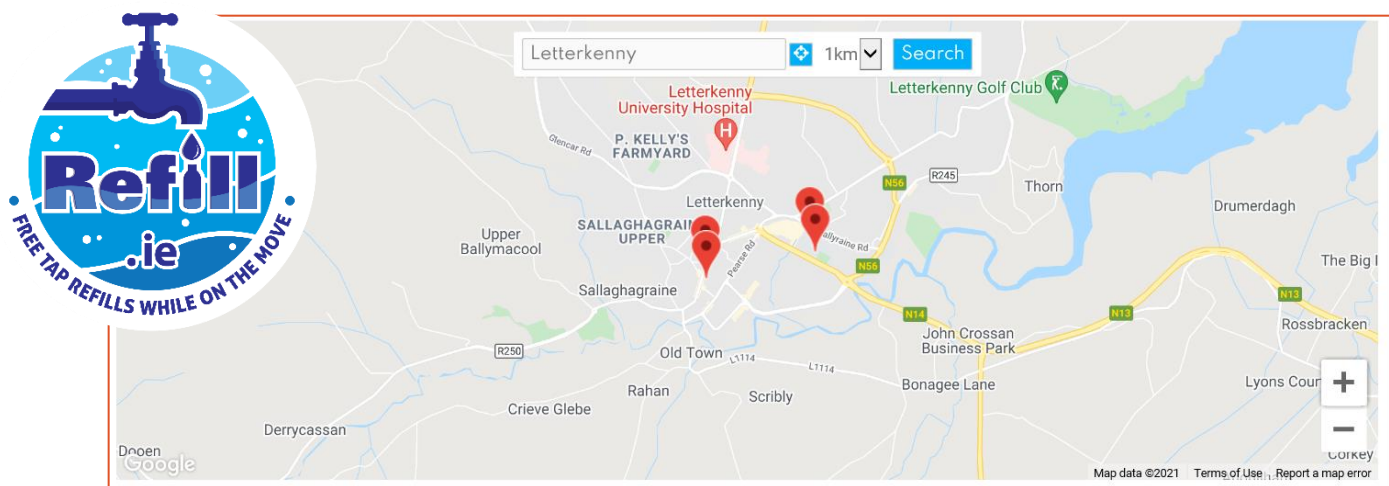 Refill
.ie
FREE TAP REFILLS WHILE ON THE MOVE
Letterkenny
1km
Search
Letterkenny
University Hospital
H
Letterkenny Golf Club
P. KELLY'S
FARMYARD
Glencar Rd
N56
R245
Thorn
Letterkenny
Drumerdagh
SALLAGHAGRAI
UPPER
Upper
Ballymacool
Pearse Rd
allyraine Rd
N56
The Big I
Sallaghagraine
N13
N14
N13
Rossbracken
John Crossan
Business Park
R250
Old Town
L1114
L1114
Rahan
Scribly
Bonagee Lane
Lyons Cour
+
Crieve Glebe
Derrycassan
−
Dooen
Corkey
Google
Map data ©2021
Terms of Use
Report a map error